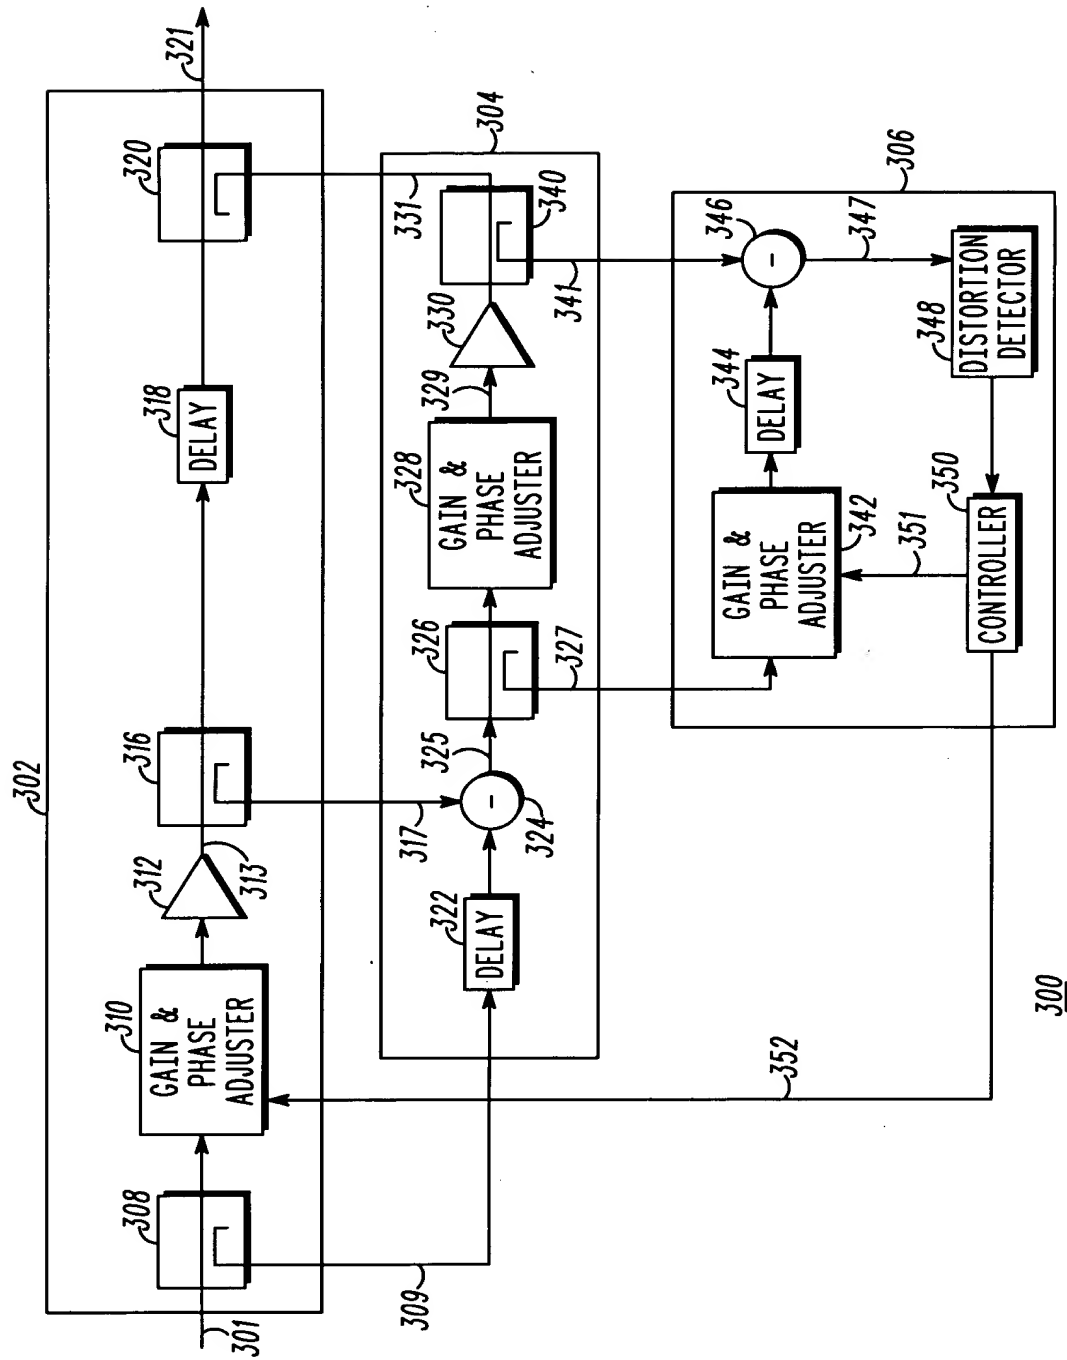 302
301
308
309
310
GAIN &
PHASE
ADJUSTER
312
313
316
317
318
DELAY
320
321
304
322
DELAY
-
324
325
326
327
328
GAIN &
PHASE
ADJUSTER
329
330
331
340
341
306
GAIN &
PHASE
ADJUSTER
342
344
DELAY
-
346
347
348
DISTORTION
DETECTOR
350
CONTROLLER
351
352
300